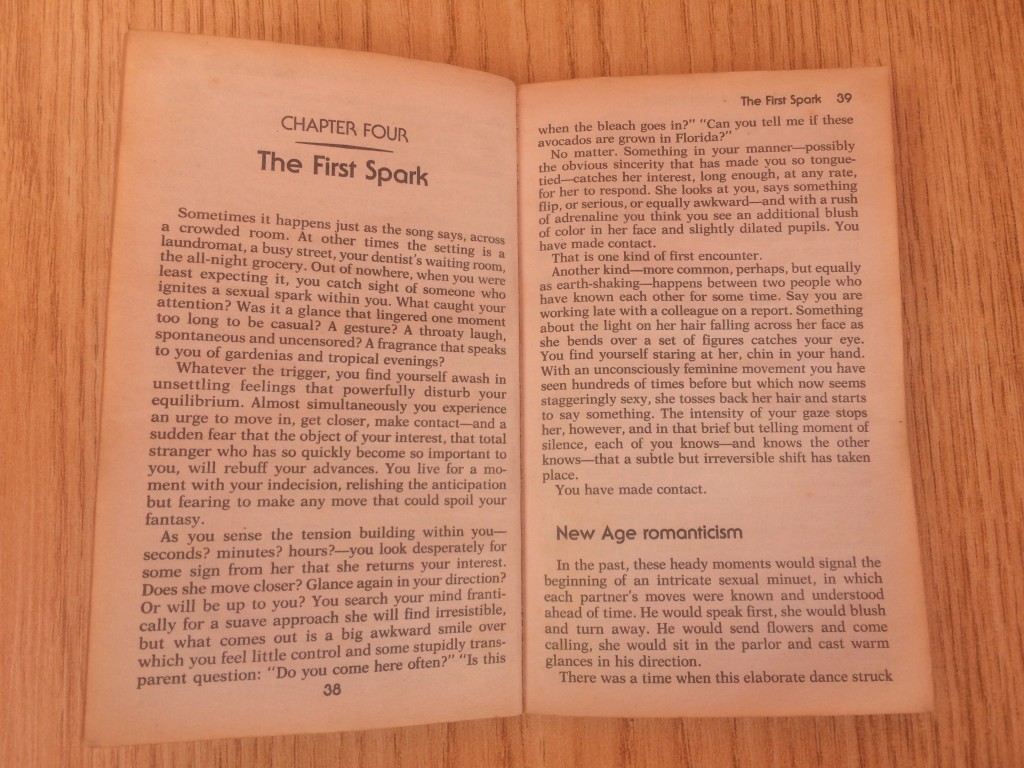 CHAPTER FOUR
The First Spark
Sometimes it happens just as the song says, across
a crowded room. At other times the setting is a
laundromat, a busy street, your dentist's waiting room,
the all-night grocery. Out of nowhere, when you were
least expecting it, you catch sight of someone who
ignites a sexual spark within you. What caught your
attention? Was it a glance that lingered one moment
too long to be casual? A gesture? A throaty laugh,
spontaneous and uncensored? A fragrance that speaks
to you of gardenias and tropical evenings?
Whatever the trigger, you find yourself awash in
unsettling feelings that powerfully disturb your
equilibrium. Almost simultaneously you experience
an urge to move in, get closer, make contact—and a
sudden fear that the object of your interest, that total
stranger who has so quickly become so important to
you, will rebuff your advances. You live for a mo-
ment with your indecision, relishing the anticipation
but fearing to make any move that could spoil your
fantasy.
As you sense the tension building within you—
seconds? minutes? hours?—you look desperately for
some sign from her that she returns your interest.
Does she move closer? Glance again in your direction?
Or will be up to you? You search your mind franti-
cally for a suave approach she will find irresistible,
but what comes out is a big awkward smile over
which you feel little control and some stupidly trans-
parent question: "Do you come here often?" "Is this
38
The First Spark 39
when the bleach goes in?" "Can you tell me if these
avocados are grown in Florida?"
No matter. Something in your manner—possibly
the obvious sincerity that has made you so tongue-
tied—catches her interest, long enough, at any rate,
for her to respond. She looks at you, says something
flip, or serious, or equally awkward—and with a rush
of adrenaline you think you see an additional blush
of color in her face and slightly dilated pupils. You
have made contact.
That is one kind of first encounter.
Another kind—more common, perhaps, but equally
as earth-shaking—happens between two people who
have known each other for some time. Say you are
working late with a colleague on a report. Something
about the light on her hair falling across her face as
she bends over a set of figures catches your eye.
You find yourself staring at her, chin in your hand.
With an unconsciously feminine movement you have
seen hundreds of times before but which now seems
staggeringly sexy, she tosses back her hair and starts
to say something. The intensity of your gaze stops
her, however, and in that brief but telling moment of
silence, each of you knows—and knows the other
knows—that a subtle but irreversible shift has taken
place.
You have made contact.
New Age romanticism
In the past, these heady moments would signal the
beginning of an intricate sexual minuet, in which
each partner's moves were known and understood
ahead of time. He would speak first, she would blush
and turn away. He would send flowers and come
calling, she would sit in the parlor and cast warm
glances in his direction.
There was a time when this elaborate dance struck